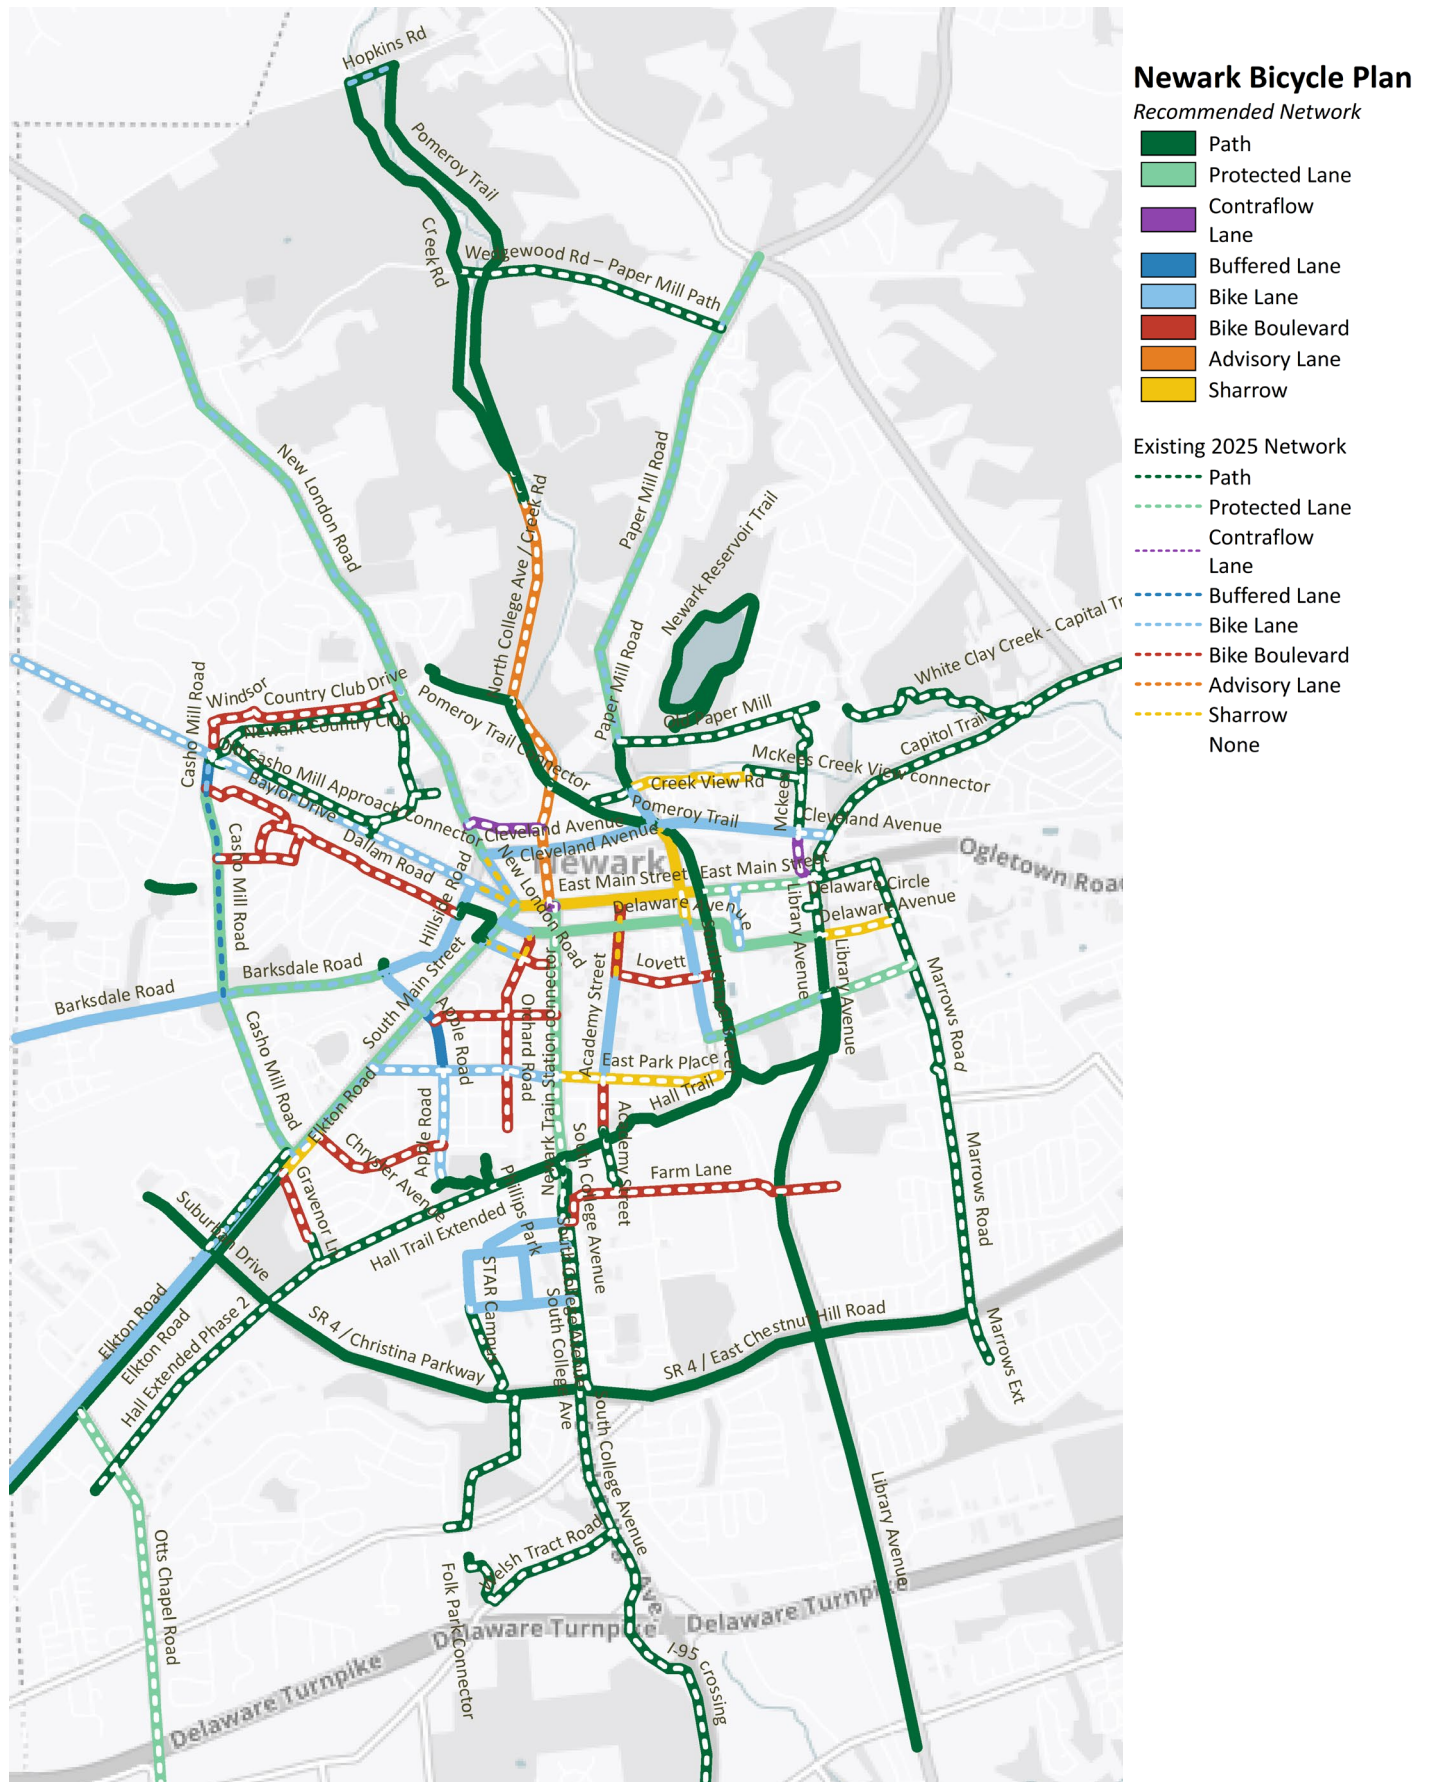 Newark Bicycle Plan
Recommended Network
Path
Protected Lane
Contraflow
Lane
Buffered Lane
Bike Lane
Bike Boulevard
Advisory Lane
Sharrow
Existing 2025 Network
Path
Protected Lane
Contraflow
Lane
Buffered Lane
Bike Lane
Bike Boulevard
Advisory Lane
Sharrow
None
Hopkins Rd
Pomeroy Trail
Creek Rd
Wedgewood Rd – Paper Mill Path
New London Road
Paper Mill Road
North College Ave / Creek Rd
Newark Reservoir Trail
Paper Mill Road
White Clay Creek - Capital Tr
Casho Mill Road
Windsor
Country Club Drive
Newark Country Club
Pomeroy Trail Connector
Old Paper Mill
Capitol Trail
Old Casho Mill Approach Connector
McKees Creek View connector
Creek View Rd
Mckee
Baylor Drive
Pomeroy Trail
Cleveland Avenue
Cleveland Avenue
Cleveland Avenue
Casho Mill Road
Dallam Road
Newark
New London Road
East Main Street
East Main Street
Ogletown Road
Hillside Road
Delaware Avenue
Delaware Circle
Delaware Avenue
Library Avenue
Library Avenue
Barksdale Road
Barksdale Road
South Main Street
Lovett
Academy Street
Marrows Road
Apple Road
Orchard Road
Newark Train Station connector
East Park Place
Hall Trail
Casho Mill Road
Elkton Road
Apple Road
Chrysler Avenue
Academy Street
South College Avenue
Farm Lane
Marrows Road
Gravenor Ln
Phillips Park
Suburban Drive
Hall Trail Extended
STAR Campus
South College Avenue
South College Ave
Elkton Road
Elkton Road
Hall Extended Phase 2
SR 4 / Christina Parkway
SR 4 / East Chestnut Hill Road
Marrows Ext
South College Avenue
Library Avenue
Otts Chapel Road
Welsh Tract Road
Folk Park Connector
Ave
Delaware Turnpike
Delaware Turnpike
Delaware Turnpike
I-95 crossing